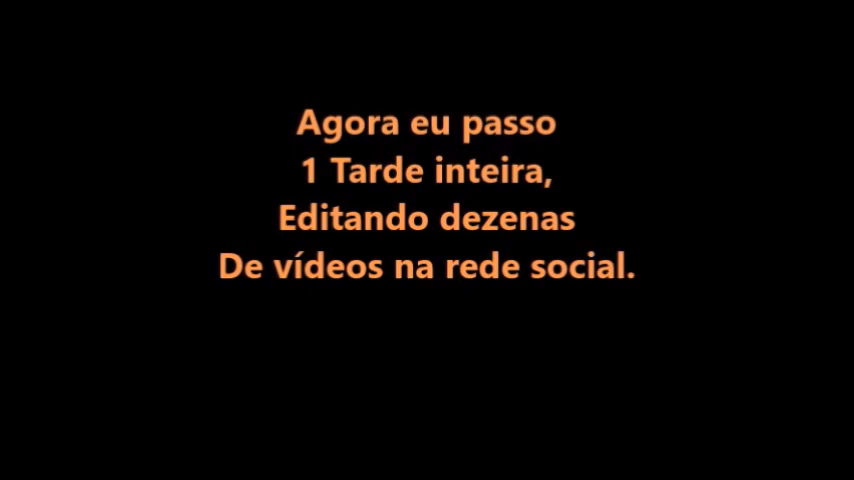 Agora eu passo
1 Tarde inteira,
Editando dezenas
De vídeos na rede social.